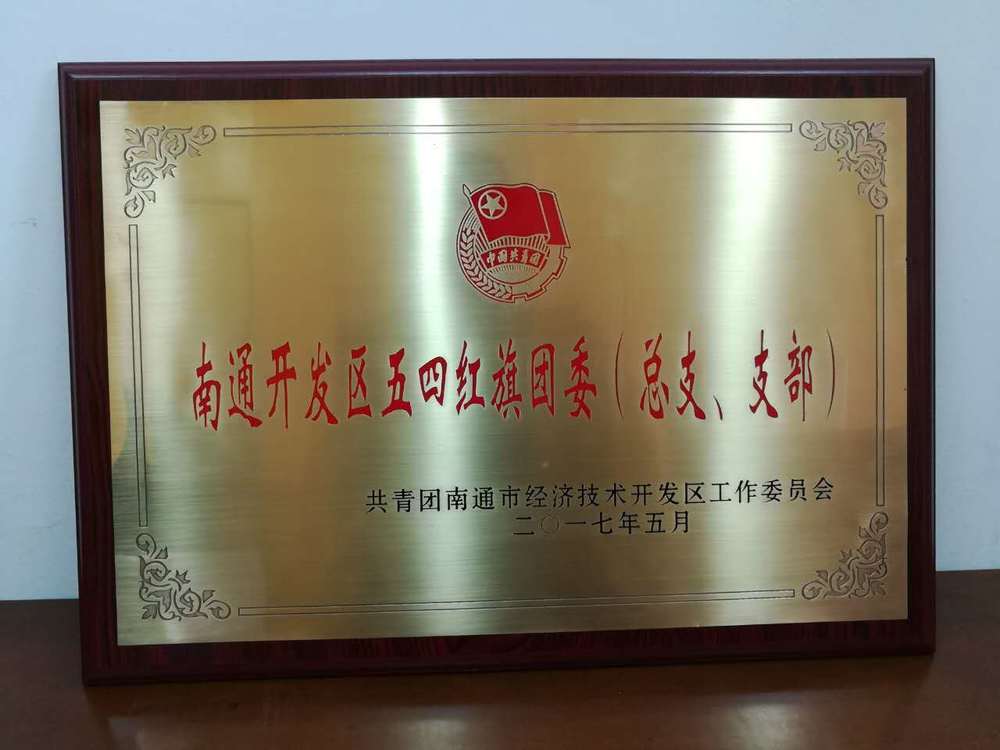 中国共青团
南通开发区五四红旗团委（总支、支部）
共青团南通市经济技术开发区工作委员会
二〇一七年五月